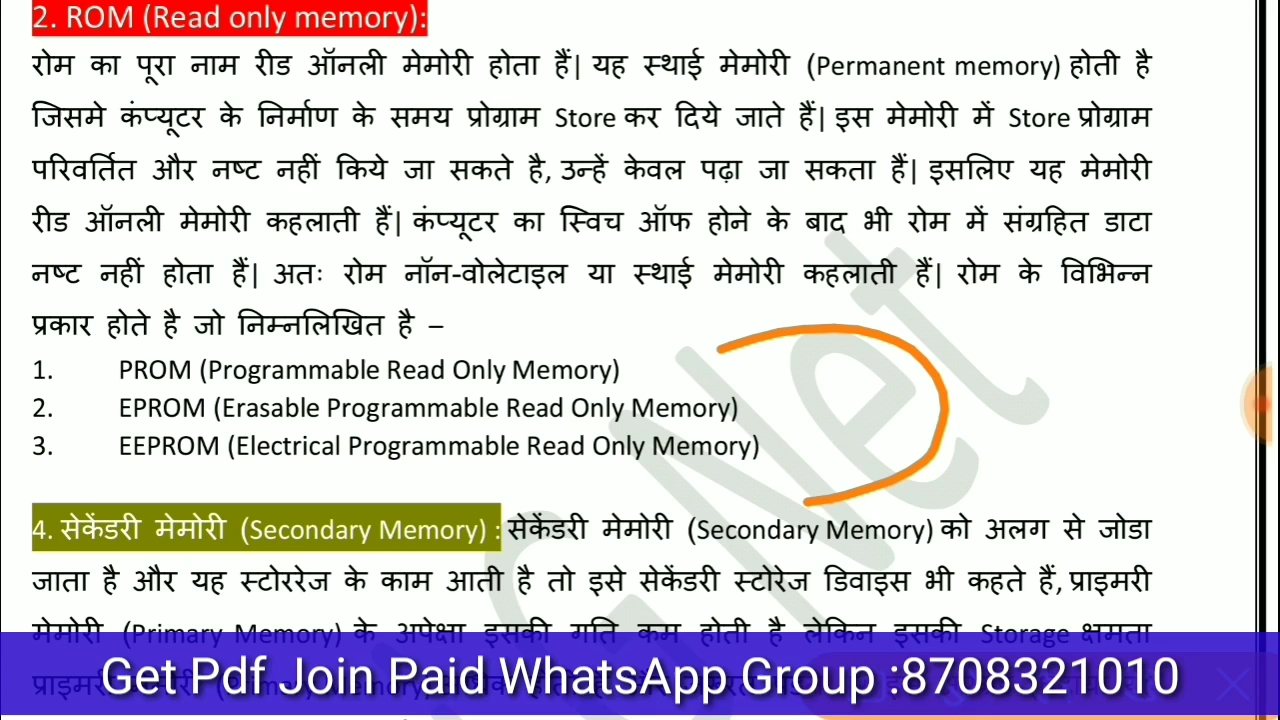 2. ROM (Read only memory):
रोम का पूरा नाम रीड ऑनली मेमोरी होता हैं| यह स्थाई मेमोरी (Permanent memory) होती है
जिसमे कंप्यूटर के निर्माण के समय प्रोग्राम Store कर दिये जाते हैं| इस मेमोरी में Store प्रोग्राम
परिवर्तित और नष्ट नहीं किये जा सकते है, उन्हें केवल पढ़ा जा सकता हैं| इसलिए यह मेमोरी
रीड ऑनली मेमोरी कहलाती हैं| कंप्यूटर का स्विच ऑफ होने के बाद भी रोम में संग्रहित डाटा
नष्ट नहीं होता हैं| अतः रोम नॉन-वोलेटाइल या स्थाई मेमोरी कहलाती हैं| रोम के विभिन्न
प्रकार होते है जो निम्नलिखित है –
1. PROM (Programmable Read Only Memory)
2. EPROM (Erasable Programmable Read Only Memory)
3. EEPROM (Electrical Programmable Read Only Memory)
4. सेकेंडरी मेमोरी (Secondary Memory) : सेकेंडरी मेमोरी (Secondary Memory) को अलग से जोडा
जाता है और यह स्टोररेज के काम आती है तो इसे सेकेंडरी स्टोरेज डिवाइस भी कहते हैं, प्राइमरी
मेमोरी (Primary Memory) के अपेक्षा इसकी गति कम होती है लेकिन इसकी Storage क्षमता
Get Pdf Join Paid WhatsApp Group :8708321010